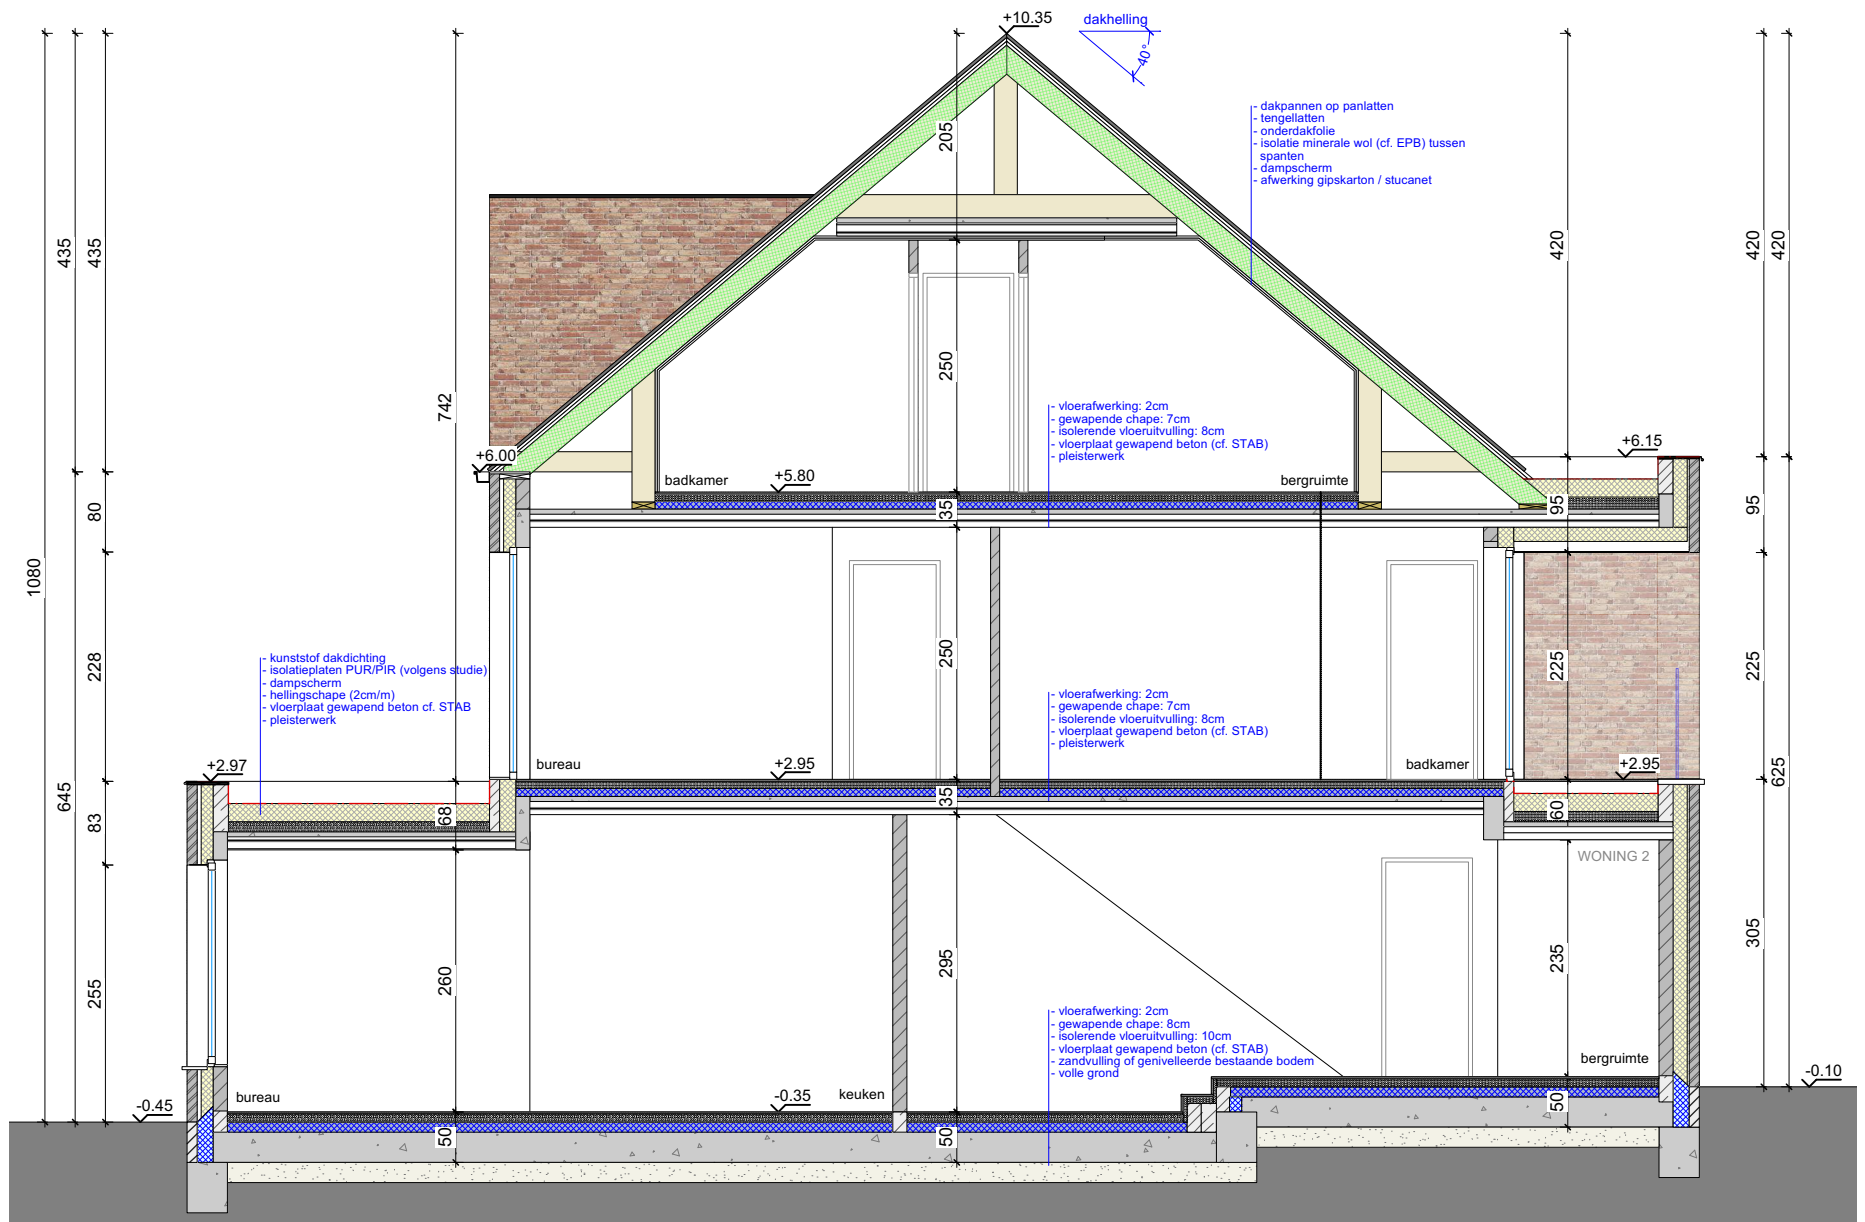 +10.35
dakhelling
40°
- dakpannen op panlatten
- tengellatten
- onderdakfolie
- isolatie minerale wol (cf. EPB) tussen
spanten
- dampscherm
- afwerking gipskarton / stucanet
205
435
435
420
420
420
250
742
- vloerafwerking: 2cm
- gewapende chape: 7cm
- isolerende vloeruitvulling: 8cm
- vloerplaat gewapend beton (cf. STAB)
- pleisterwerk
+6.00
+6.15
badkamer
+5.80
bergruimte
80
35
95
95
1080
228
250
225
225
- kunststof dakdichting
- isolatieplaten PUR/PIR (volgens studie)
- dampscherm
- hellingschape (2cm/m)
- vloerplaat gewapend beton cf. STAB
- pleisterwerk
- vloerafwerking: 2cm
- gewapende chape: 7cm
- isolerende vloeruitvulling: 8cm
- vloerplaat gewapend beton (cf. STAB)
- pleisterwerk
+2.97
bureau
+2.95
badkamer
+2.95
645
625
83
68
35
60
WONING 2
255
260
295
235
305
- vloerafwerking: 2cm
- gewapende chape: 8cm
- isolerende vloeruitvulling: 10cm
- vloerplaat gewapend beton (cf. STAB)
- zandvulling of genivelleerde bestaande bodem
- volle grond
bergruimte
-0.10
-0.45
bureau
-0.35
keuken
50
50
50